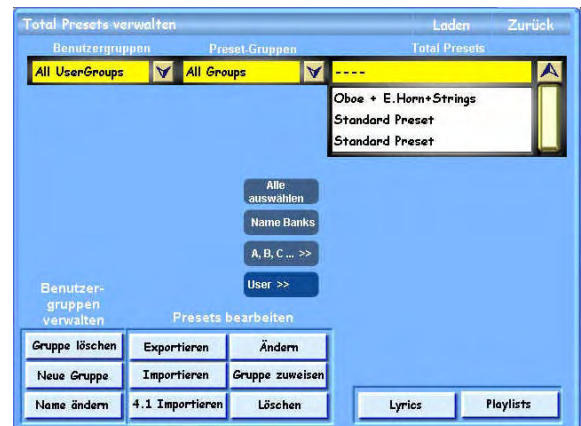 Total Presets verwalten Laden Zurück
Benutzergruppen Preset-Gruppen Total Presets
All UserGroups All Groups ----
Oboe + E.Horn+Strings
Standard Preset
Standard Preset
Alle
auswählen
Name Banks
A, B, C ... >>
User >>
Benutzer-
gruppen
verwalten
Presets bearbeiten
Gruppe löschen Exportieren Ändern
Neue Gruppe Importieren Gruppe zuweisen
Name ändern 4.1 Importieren Löschen Lyrics Playlists